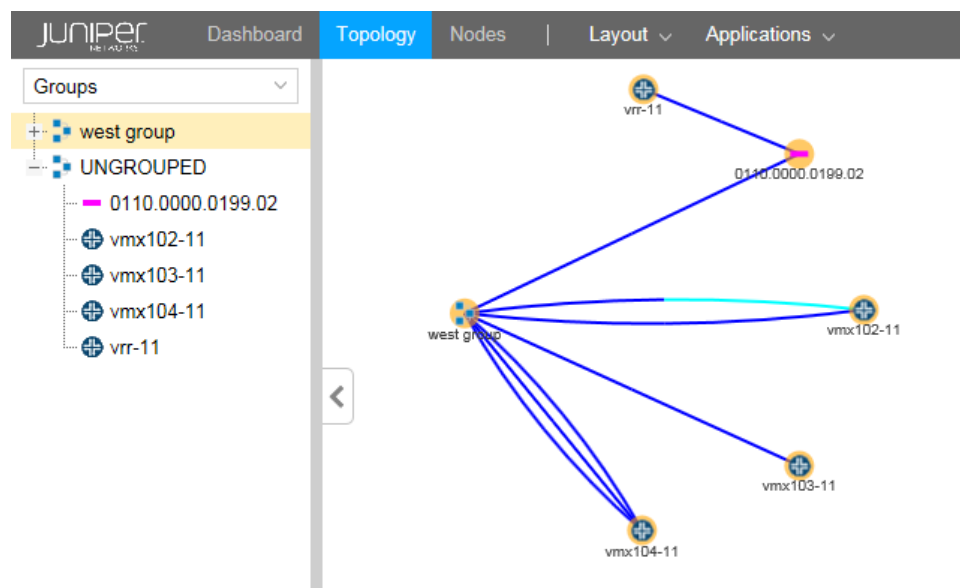 JUNIPER
NETWORKS
Dashboard
Topology
Nodes
|
Layout
Applications
Groups
west group
UNGROUPED
0110.0000.0199.02
vmx102-11
vmx103-11
vmx104-11
vrr-11
vrr-11
0110.0000.0199.02
west group
vmx102-11
vmx103-11
vmx104-11